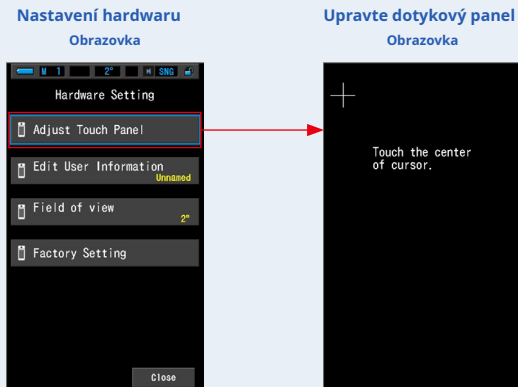 Nastavení hardwaru
Obrazovka
M 1 2° SNG
Hardware Setting
Adjust Touch Panel
Edit User Information
Unnamed
Field of view
2°
Factory Setting
Close
Upravte dotykový panel
Obrazovka
Touch the center
of cursor.